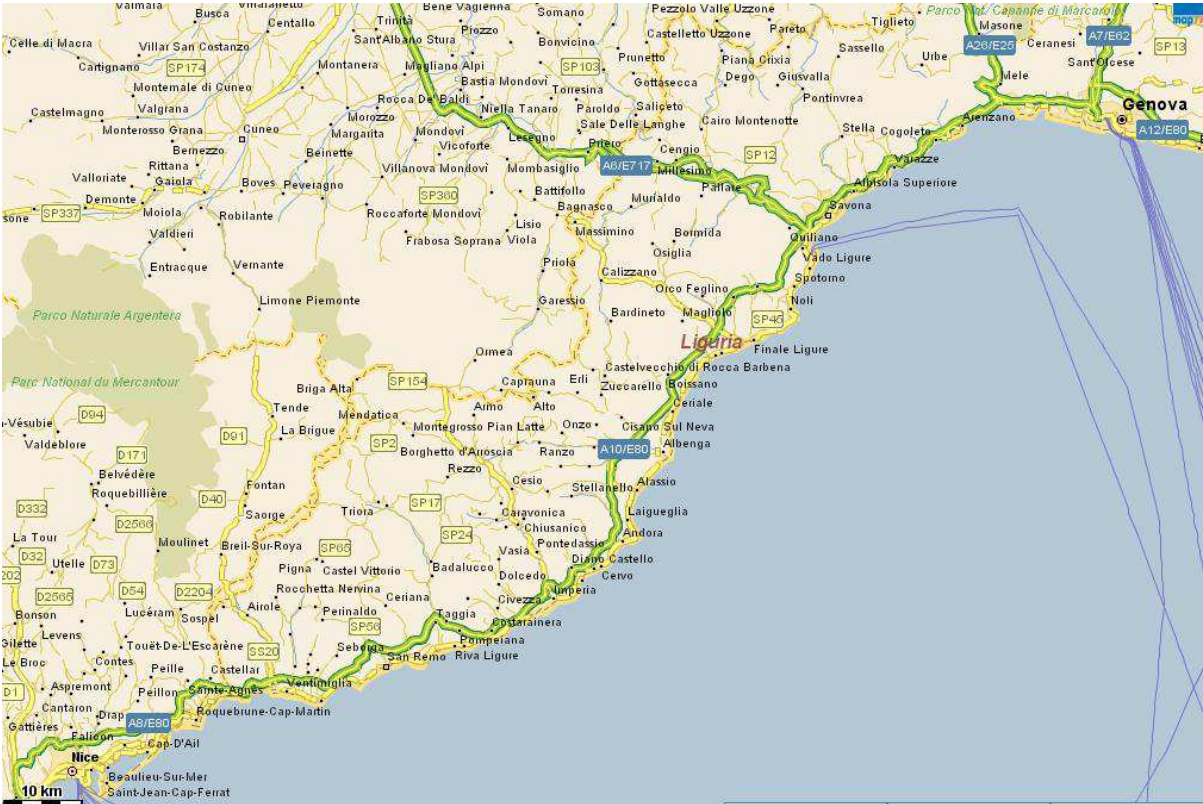 Valmala
Busca
Villafalletto
Centallo
Trinità
Bene Vagienna
Somano
Pezzolo Valle Uzzone
Tiglieto
Parco Nat. Capanne di Marcarolo
Masone
Celle di Macra
Villar San Costanzo
Sant'Albano Stura
Piozzo
Bonvicino
Castelletto Uzzone
Pareto
Sassello
Urbe
A26/E25
Ceranesi
A7/E62
SP13
Cartignano
SP174
Montanera
Magliano Alpi
SP103
Prunetto
Piana Crixia
Sant'Olcese
Montemale di Cuneo
Bastia Mondovì
Gottasecca
Dego
Giusvalla
Mele
Castelmagno
Valgrana
Rocca De' Baldi
Niella Tanaro
Torresina
Paroldo
Saliceto
Pontinvrea
Genova
Monterosso Grana
Cuneo
Morozzo
Margarita
Mondovì
Lesegno
Sale Delle Langhe
Cairo Montenotte
Stella
Cogoleto
Arenzano
A12/E80
Bernezzo
Beinette
Vicoforte
Priero
Cengio
SP12
Varazze
Rittana
Valloriate
Gaiola
Boves
Peveragno
Villanova Mondovì
Mombasiglio
A6/E717
Millesimo
Pallare
Albisola Superiore
Demonte
SP337
Moiola
Robilante
SP360
Battifollo
Murialdo
Savona
Roccaforte Mondovì
Bagnasco
Valdieri
Lisio
Massimino
Bormida
Quiliano
Frabosa Soprana
Viola
Osiglia
Vado Ligure
Entracque
Vernante
Priola
Calizzano
Spotorno
Limone Piemonte
Garessio
Orco Feglino
Noli
Parco Naturale Argentera
Bardineto
Magliolo
SP45
Liguria
Finale Ligure
Ormea
Castelvecchio di Rocca Barbena
Parc National du Mercantour
Briga Alta
SP154
Caprauna
Erli
Zuccarello
Boissano
D94
Tende
Mendatica
Armo
Alto
Ceriale
Valdeblore
D91
La Brigue
SP2
Montegrosso Pian Latte
Onzo
Cisano Sul Neva
D171
Borghetto d'Arroscia
Ranzo
A10/E80
Albenga
Belvédère
Rezzo
Roquebillière
Fontan
D40
Cesio
Stellanello
Alassio
D332
D2566
Saorge
Triora
SP17
Caravonica
Laigueglia
La Tour
Moulinet
Breil-Sur-Roya
SP24
Chiusanico
Andora
D32
SP65
Vasia
Pontedassio
Utelle
D73
Pigna
Castel Vittorio
Badalucco
Diano Castello
202
Dolcedo
Cervo
D2565
D54
D2204
Rocchetta Nervina
Ceriana
Civezza
Imperia
Bonson
Lucéram
Sospel
Airole
Perinaldo
Taggia
Costarainera
Levens
SP56
Gilette
Touët-De-L'Escarène
SS20
Seborga
Pompeiana
Le Broc
Contes
Peille
Castellar
San Remo
Riva Ligure
D1
Aspremont
Peillon
Sainte-Agnès
Ventimiglia
Cantaron
Drap
Roquebrune-Cap-Martin
Gattières
A8/E80
Falicon
Cap-D'Ail
Nice
Beaulieu-Sur-Mer
10 km
Saint-Jean-Cap-Ferrat